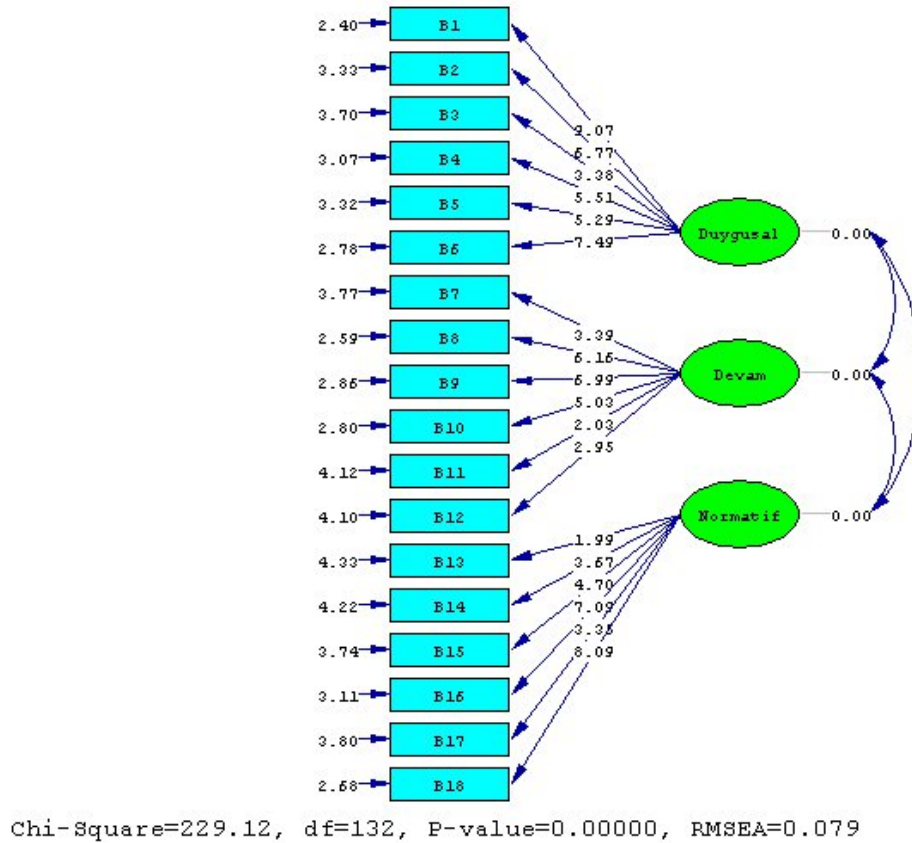 2.40 B1
3.33 B2
3.70 B3
3.07 B4
3.32 B5
2.78 B6
3.77 B7
2.59 B8
2.86 B9
2.80 B10
4.12 B11
4.10 B12
4.33 B13
4.22 B14
3.74 B15
3.11 B16
3.80 B17
2.68 B18
9.07
6.77
3.38
5.51
5.29
7.49
Duygusal 0.00
3.39
6.16
6.99
5.03
2.03
2.95
Devam 0.00
1.99
3.67
4.70
7.09
3.35
8.09
Normatif 0.00
Chi-Square=229.12, df=132, P-value=0.00000, RMSEA=0.079